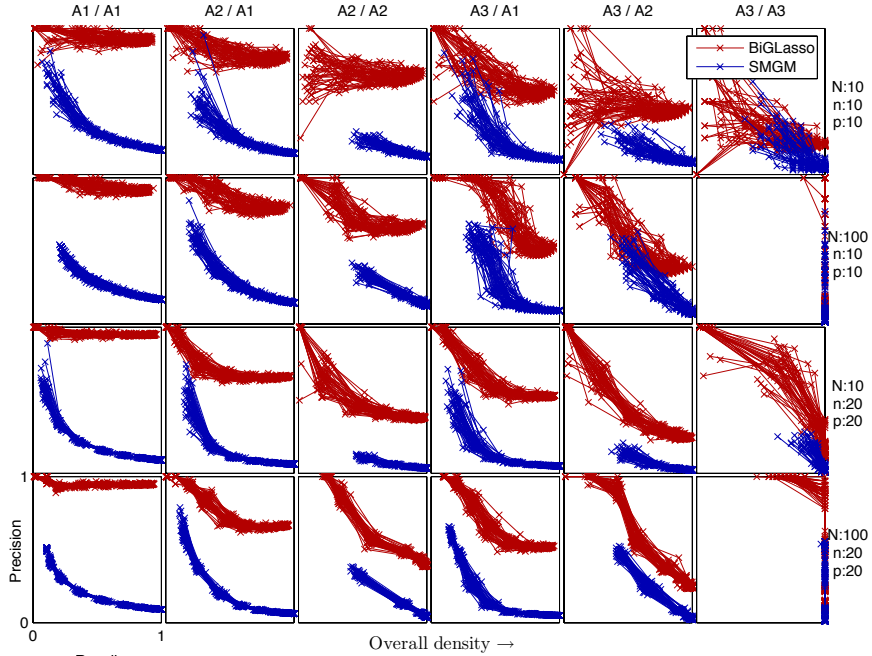 A1 / A1
A2 / A1
A2 / A2
A3 / A1
A3 / A2
A3 / A3
BiGLasso
SMGM
N:10
n:10
p:10
N:100
n:10
p:10
N:10
n:20
p:20
N:100
n:20
p:20
1
Precision
0
0
1
Overall density →